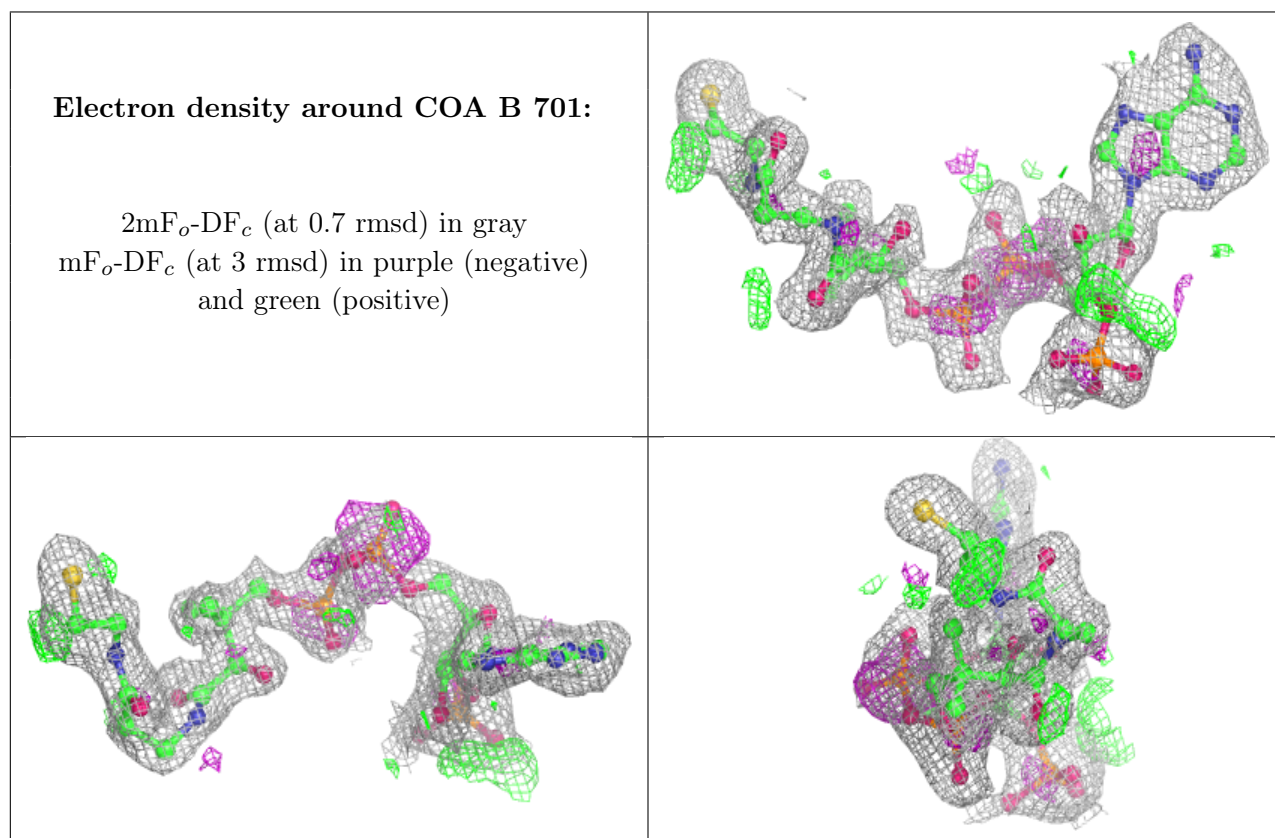 Electron density around COA B 701:
2mFo-DFc (at 0.7 rmsd) in gray
mFo-DFc (at 3 rmsd) in purple (negative)
and green (positive)